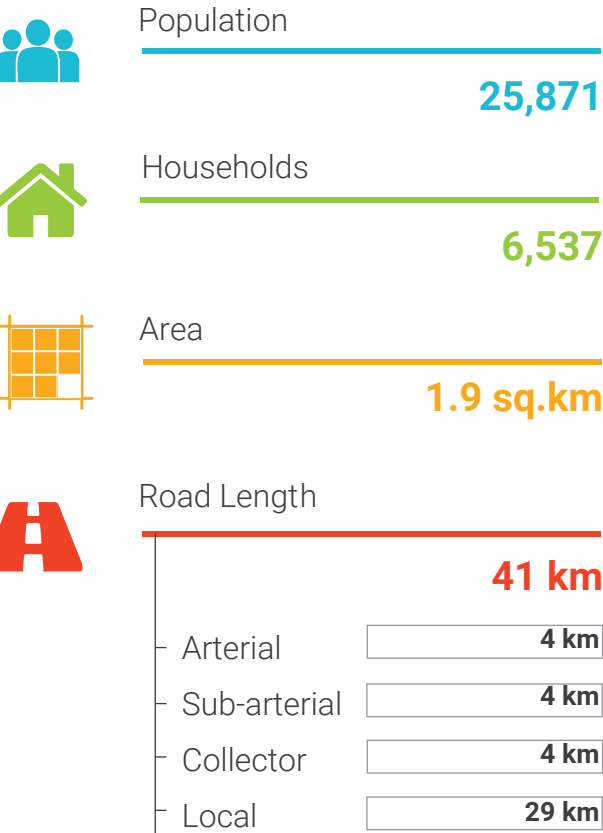 Population
25,871
Households
6,537
Area
1.9 sq.km
Road Length
41 km
Arterial 4 km
Sub-arterial 4 km
Collector 4 km
Local 29 km